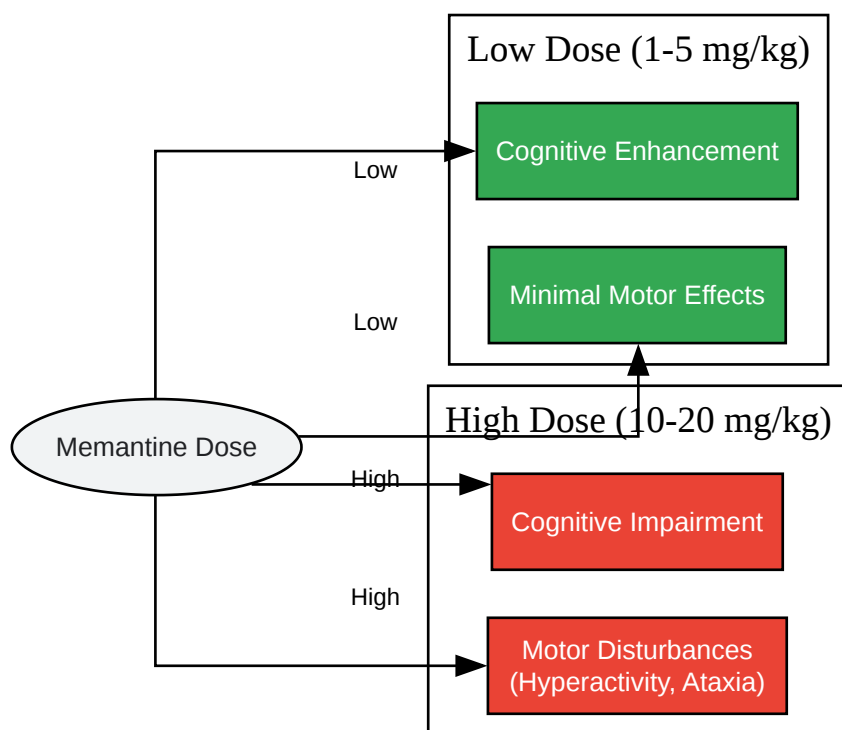 Low Dose (1-5 mg/kg)
Cognitive Enhancement
Low
Minimal Motor Effects
Low
High Dose (10-20 mg/kg)
Memantine Dose
High
Cognitive Impairment
High
Motor Disturbances
(Hyperactivity, Ataxia)